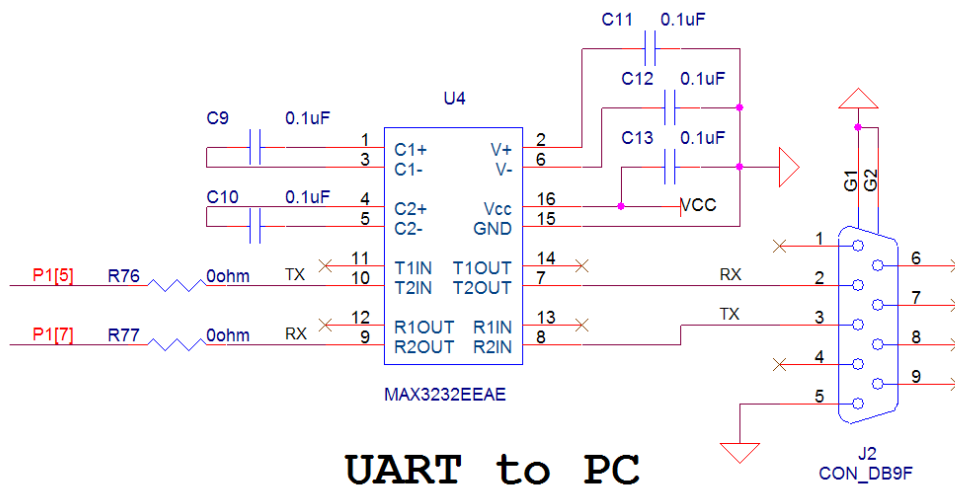 C11 0.1uF
C12 0.1uF
U4
C9 0.1uF
C13 0.1uF
1 C1+ V+ 2
3 C1- V- 6
G1 G2
C10 0.1uF
4 C2+ Vcc 16 VCC
5 C2- GND 15
1
6
11 T1IN T1OUT 14
P1[5] R76 0ohm TX 10 T2IN T2OUT 7 RX 2
7
12 R1OUT R1IN 13
TX 3
P1[7] R77 0ohm RX 9 R2OUT R2IN 8
8
4
9
MAX3232EEAE
5
J2
UART to PC
CON_DB9F